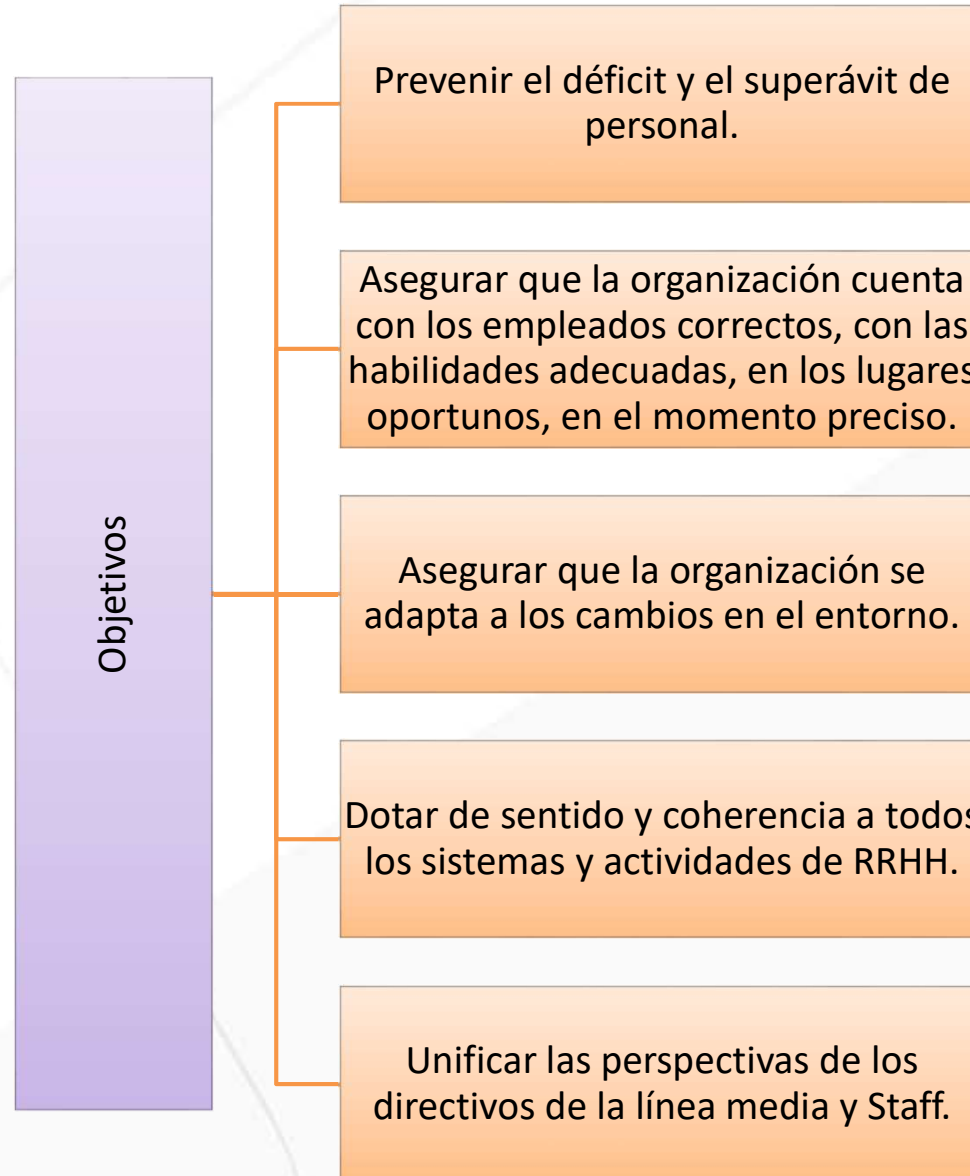 Objetivos
Prevenir el déficit y el superávit de
personal.
Asegurar que la organización cuenta
con los empleados correctos, con las
habilidades adecuadas, en los lugares
oportunos, en el momento preciso.
Asegurar que la organización se
adapta a los cambios en el entorno.
Dotar de sentido y coherencia a todos
los sistemas y actividades de RRHH.
Unificar las perspectivas de los
directivos de la línea media y Staff.